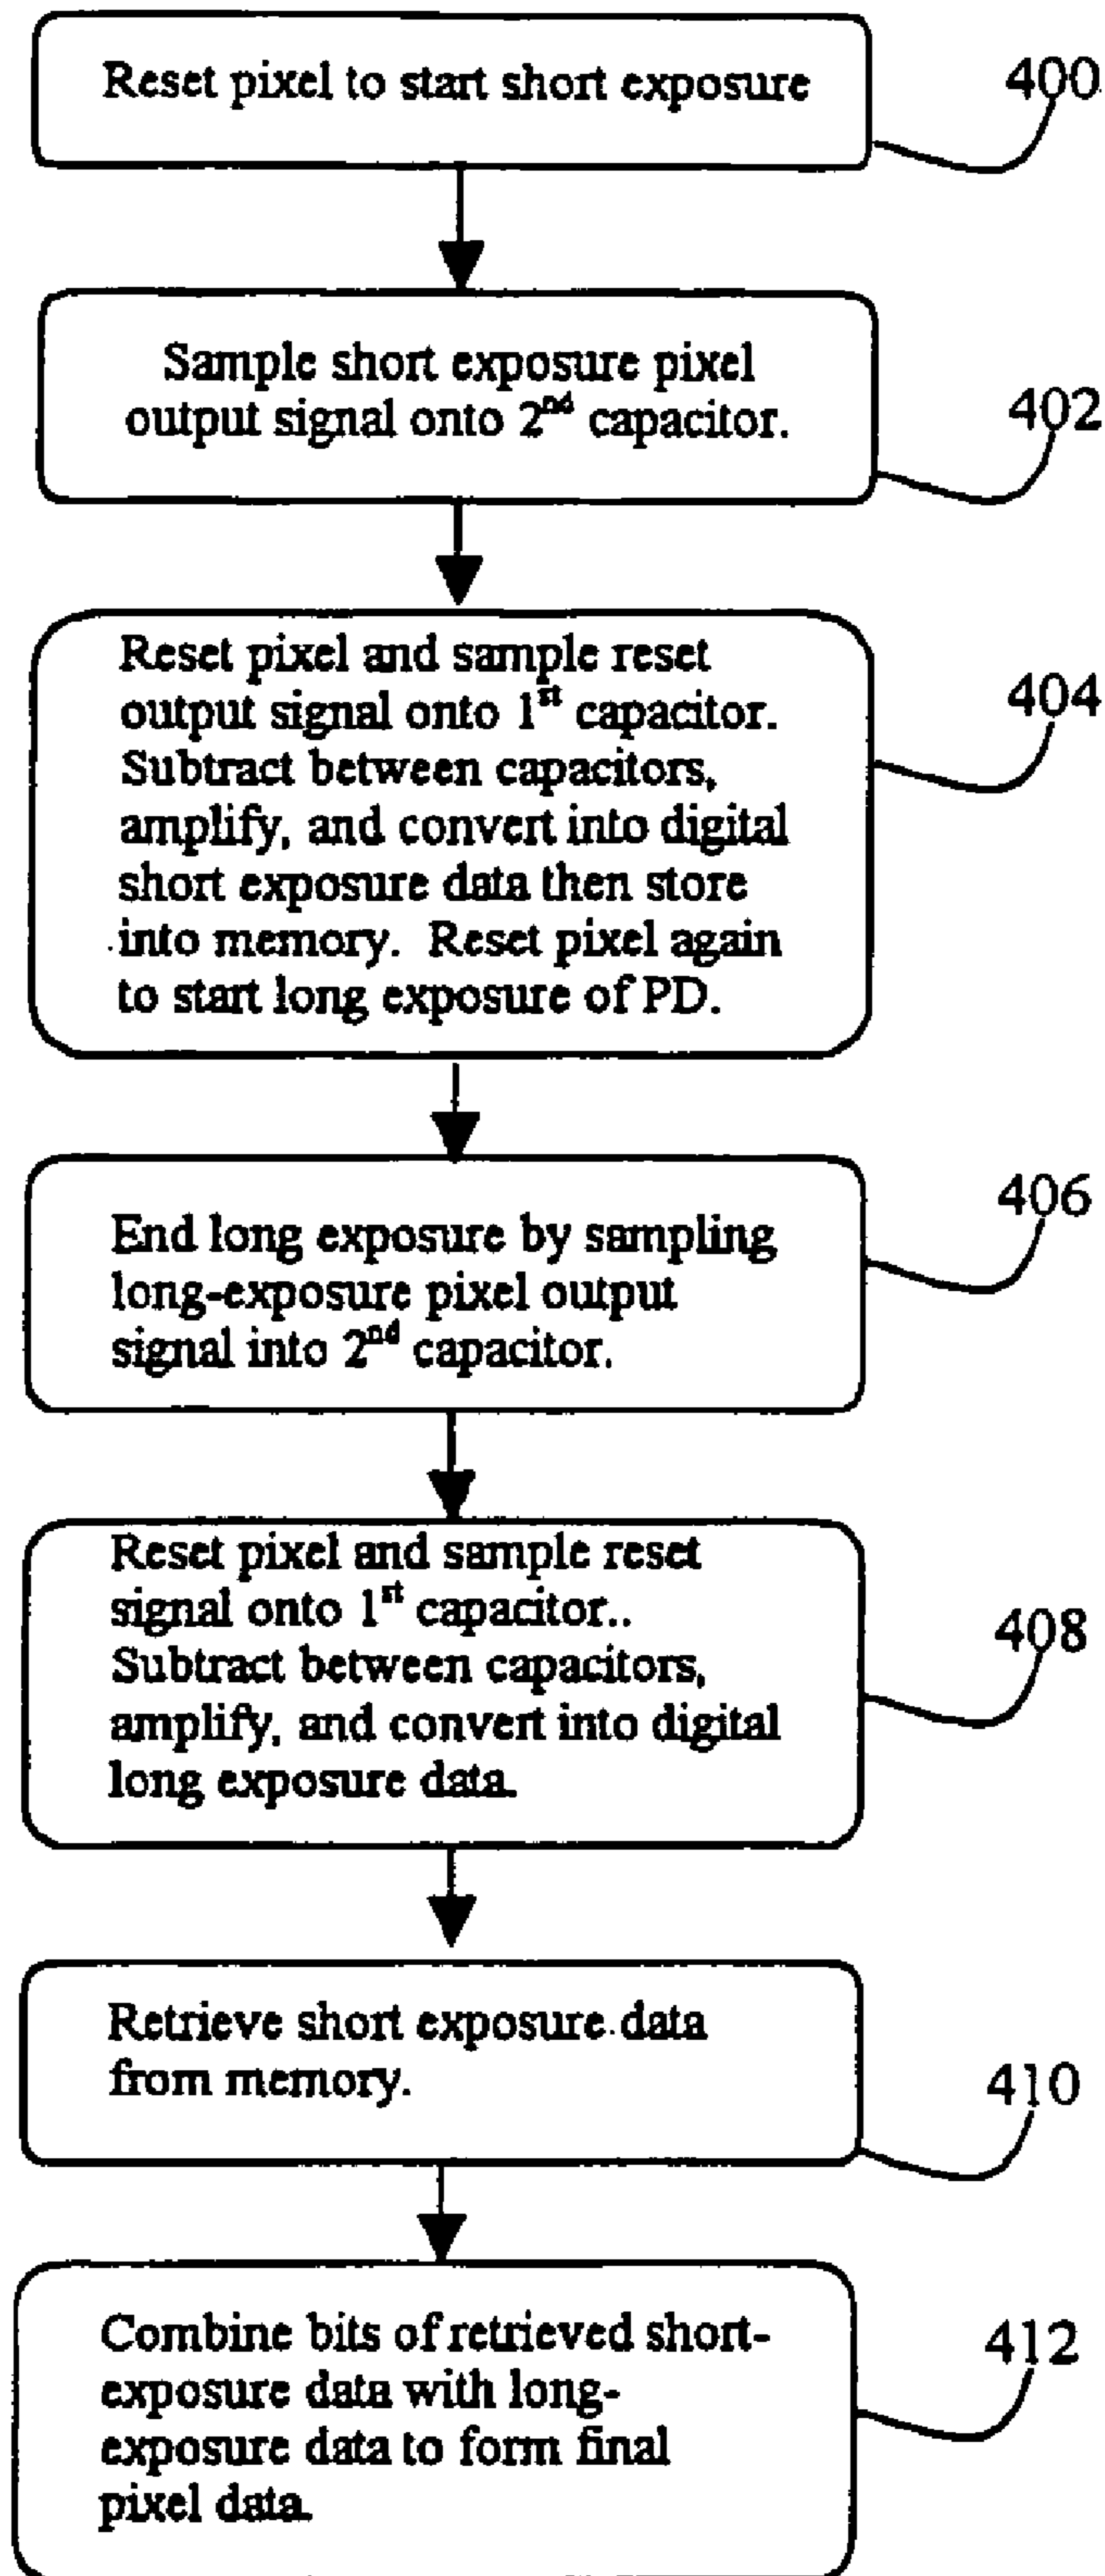 Reset pixel to start short exposure
400
Sample short exposure pixel
output signal onto 2nd capacitor.
402
Reset pixel and sample reset
output signal onto 1st capacitor.
Subtract between capacitors,
amplify, and convert into digital
short exposure data then store
into memory. Reset pixel again
to start long exposure of PD.
404
End long exposure by sampling
long-exposure pixel output
signal into 2nd capacitor.
406
Reset pixel and sample reset
signal onto 1st capacitor..
Subtract between capacitors,
amplify, and convert into digital
long exposure data.
408
Retrieve short exposure data
from memory.
410
Combine bits of retrieved short-
exposure data with long-
exposure data to form final
pixel data.
412